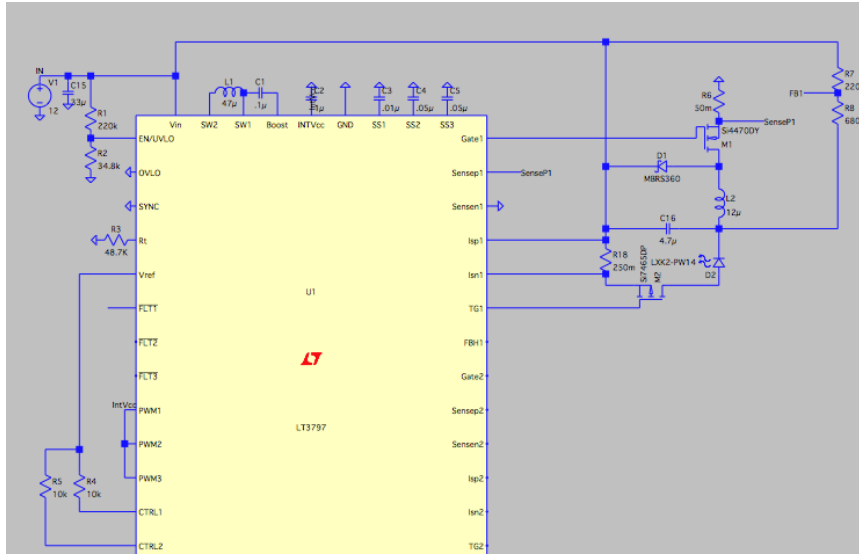 IN
V1
12
C15
33µ
R1
220k
R2
34.8k
L1
47µ
C1
.1µ
C2
1µ
C3
.01µ
C4
.05µ
C5
.05µ
Vin
SW2
SW1
Boost
INTVcc
GND
SS1
SS2
SS3
EN/UVLO
OVLO
SYNC
R3
48.7K
Rt
Vref
FLT1
FLT2
FLT3
IntVcc
PWM1
PWM2
PWM3
R5
10k
R4
10k
CTRL1
CTRL2
U1
LT3797
Gate1
Sensep1
SenseP1
Sensen1
Isp1
Isn1
TG1
FBH1
Gate2
Sensep2
Sensen2
Isp2
Isn2
TG2
R6
50m
SenseP1
Si4470DY
M1
D1
MBRS360
L2
12µ
C16
4.7µ
R18
250m
Si7465DP
M2
LXK2-PW14
D2
R7
220
FB1
R8
680